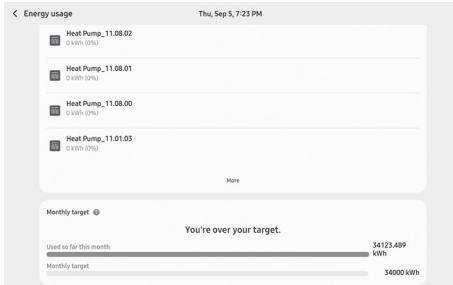 Energy usage
Thu, Sep 5, 7:23 PM
Heat Pump_11.08.02
0 kWh (0%)
Heat Pump_11.08.01
0 kWh (0%)
Heat Pump_11.08.00
0 kWh (0%)
Heat Pump_11.01.03
0 kWh (0%)
More
Monthly target
You're over your target.
Used so far this month
34123.489
kWh
Monthly target
34000 kWh